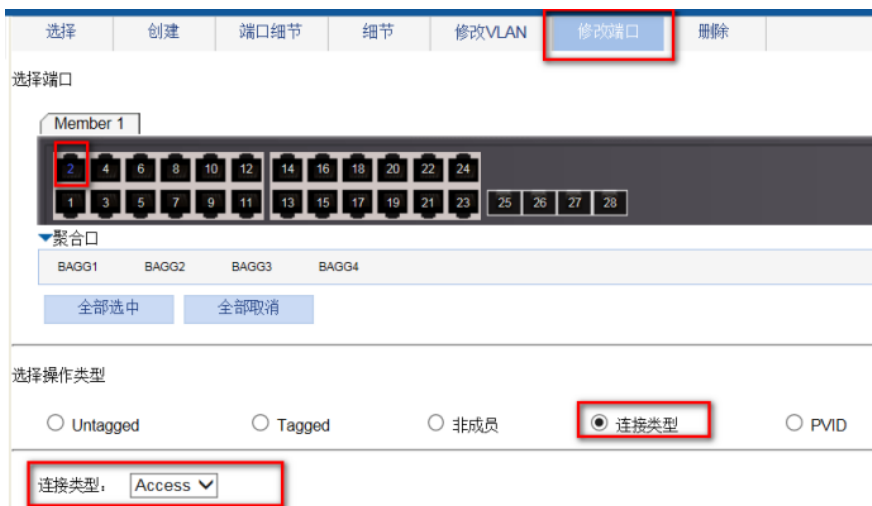 选择 创建 端口细节 细节 修改VLAN 修改端口 删除
选择端口
Member 1
2 4 6 8 10 12 14 16 18 20 22 24
1 3 5 7 9 11 13 15 17 19 21 23 25 26 27 28
聚合口
BAGG1 BAGG2 BAGG3 BAGG4
全部选中 全部取消
选择操作类型
Untagged Tagged 非成员 连接类型 PVID
连接类型: Access